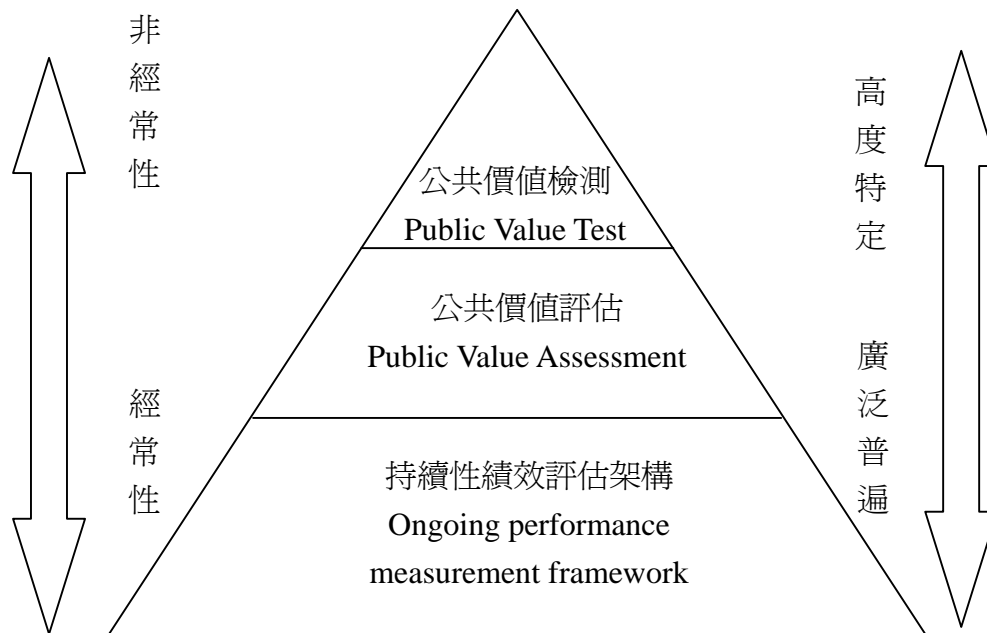 非經常性
經常性
公共價值檢測
Public Value Test
公共價值評估
Public Value Assessment
持續性績效評估架構
Ongoing performance
measurement framework
高度特定
廣泛普遍